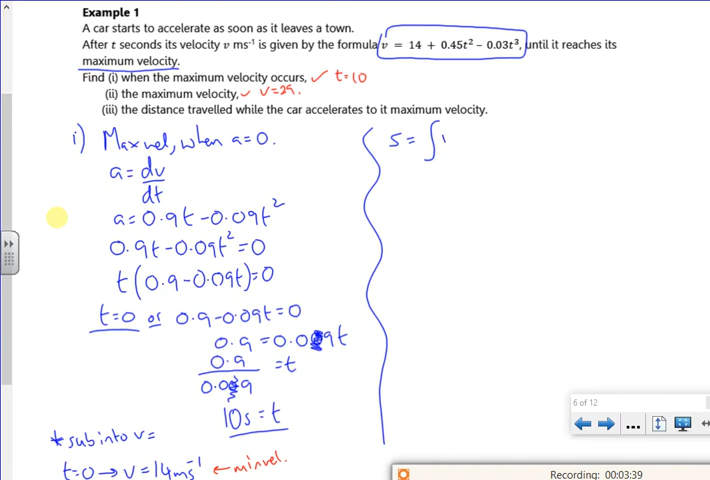 Example 1
A car starts to accelerate as soon as it leaves a town.
After t seconds its velocity v ms⁻¹ is given by the formula v = 14 + 0.45t² − 0.03t³, until it reaches its
maximum velocity.
Find (i) when the maximum velocity occurs, ✓ t=10
(ii) the maximum velocity, ✓ v=29.
(iii) the distance travelled while the car accelerates to it maximum velocity.
i) Max vel, when a=0.
a = dv
dt
a=0.9t-0.09t²
0.9t-0.09t²=0
t(0.9-0.09t)=0
t=0 or 0.9-0.09t=0
0.9=0.09t
0.9 =t
0.09
10s=t
*sub into v=
t=0 → v=14ms⁻¹ ← min vel.
s = ∫
6 of 12
...
Recording: 00:03:39